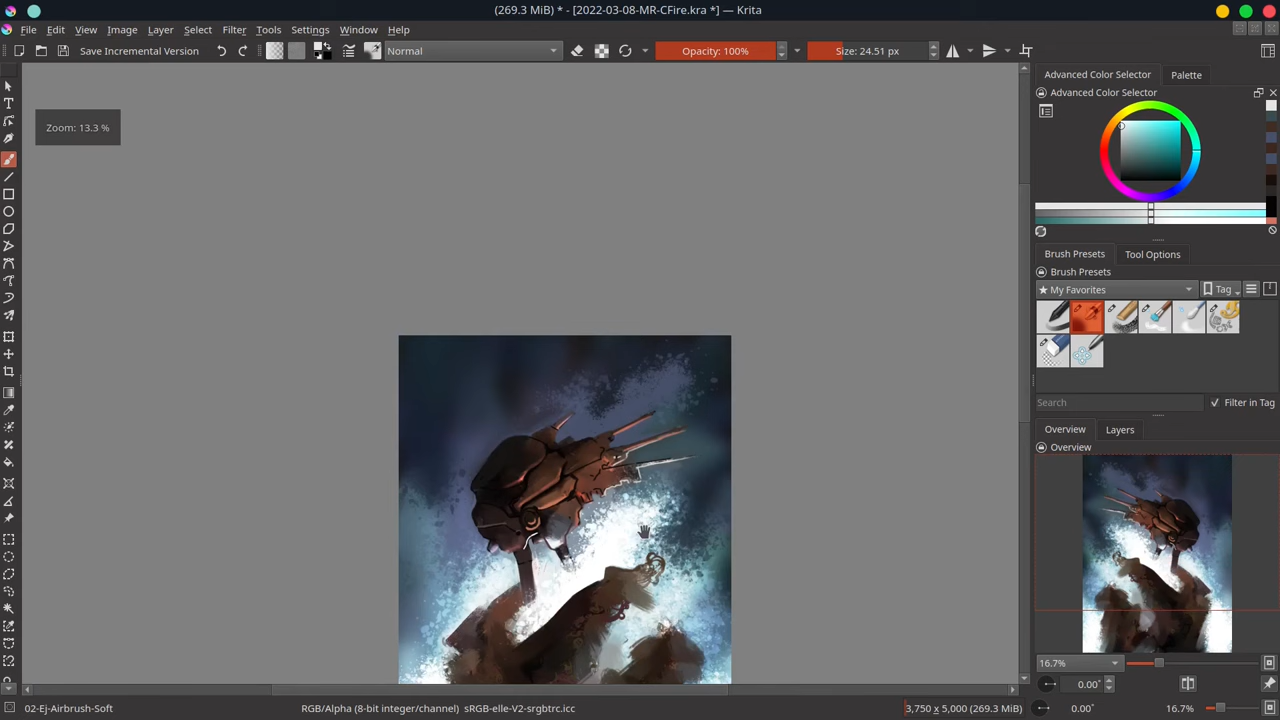 (269.3 MiB) * - [2022-03-08-MR-CFire.kra *] — Krita
File Edit View Image Layer Select Filter Tools Settings Window Help
Save Incremental Version Normal Opacity: 100% Size: 24.51 px
Advanced Color Selector Palette
Advanced Color Selector
Zoom: 13.3 %
Brush Presets Tool Options
Brush Presets
★ My Favorites Tag
Search Filter in Tag
Overview Layers
Overview
16.7%
0.00°
02-Ej-Airbrush-Soft RGB/Alpha (8-bit integer/channel) sRGB-elle-V2-srgbtrc.icc 3,750 x 5,000 (269.3 MiB) 0.00° 16.7%